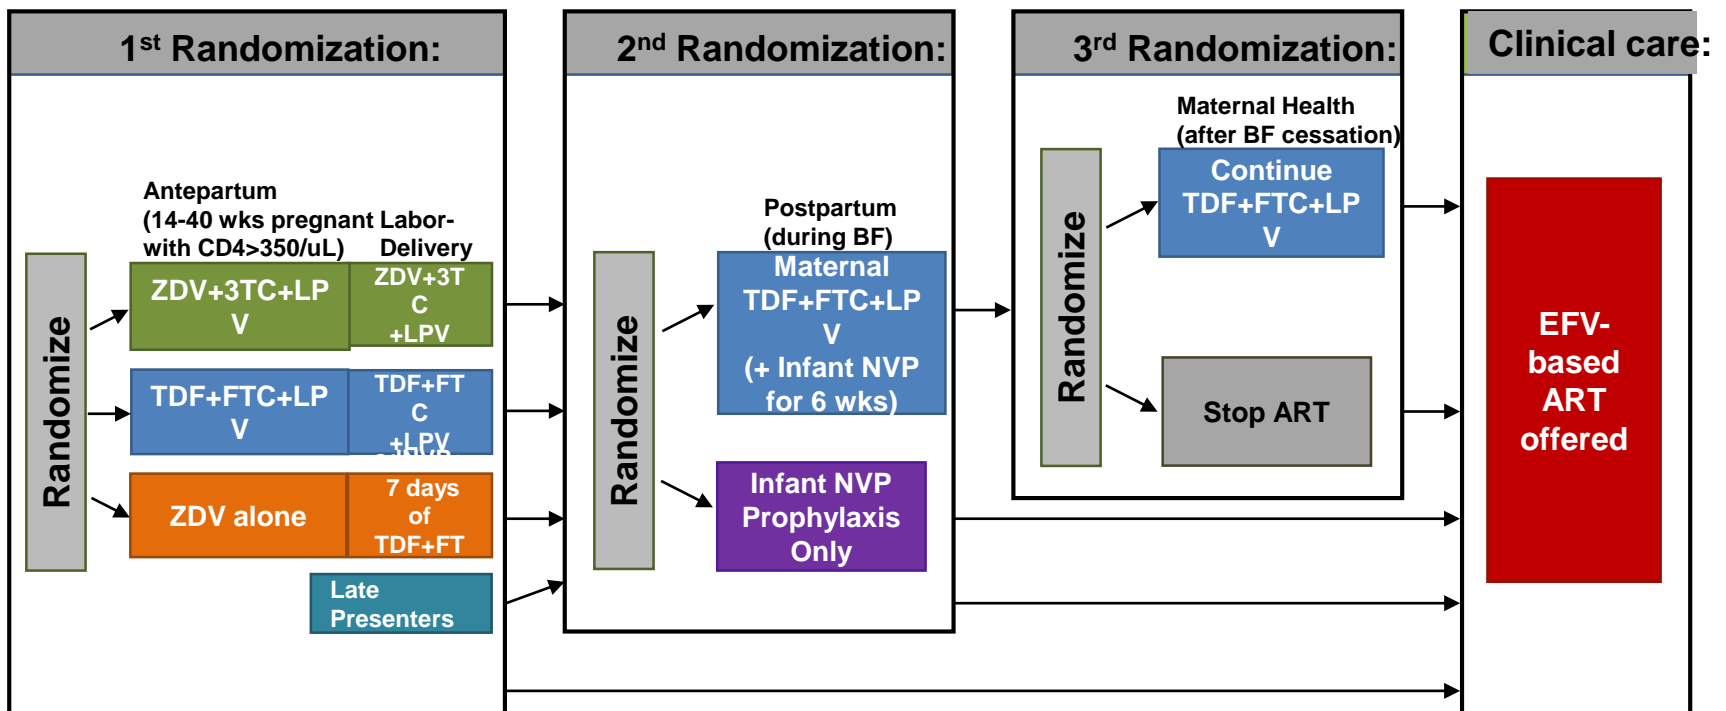 1st Randomization:
Antepartum
(14-40 wks pregnant
with CD4>350/uL)
Labor-
Delivery
Randomize
ZDV+3TC+LP
V
ZDV+3T
C
+LPV
TDF+FTC+LP
V
TDF+FT
C
+LPV
ZDV alone
7 days
of
TDF+FT
Late
Presenters
2nd Randomization:
Postpartum
(during BF)
Randomize
Maternal
TDF+FTC+LP
V
(+ Infant NVP
for 6 wks)
Infant NVP
Prophylaxis
Only
3rd Randomization:
Maternal Health
(after BF cessation)
Randomize
Continue
TDF+FTC+LP
V
Stop ART
Clinical care:
EFV-
based
ART
offered